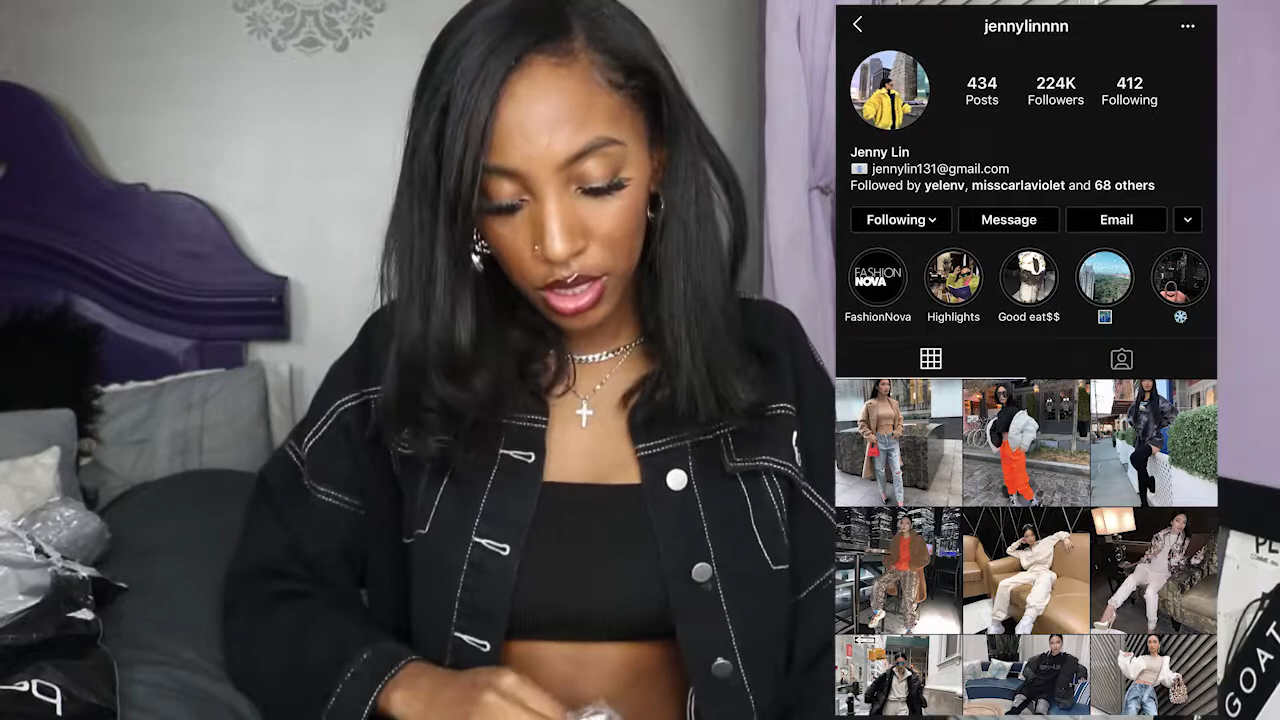 jennylinnnn
434
224K
412
Posts
Followers
Following
Jenny Lin
jennylin131@gmail.com
Followed by yelenv, misscarlaviolet and 68 others
Following
Message
Email
FASHION
NOVA
FashionNova
Highlights
Good eat$$
GOAT